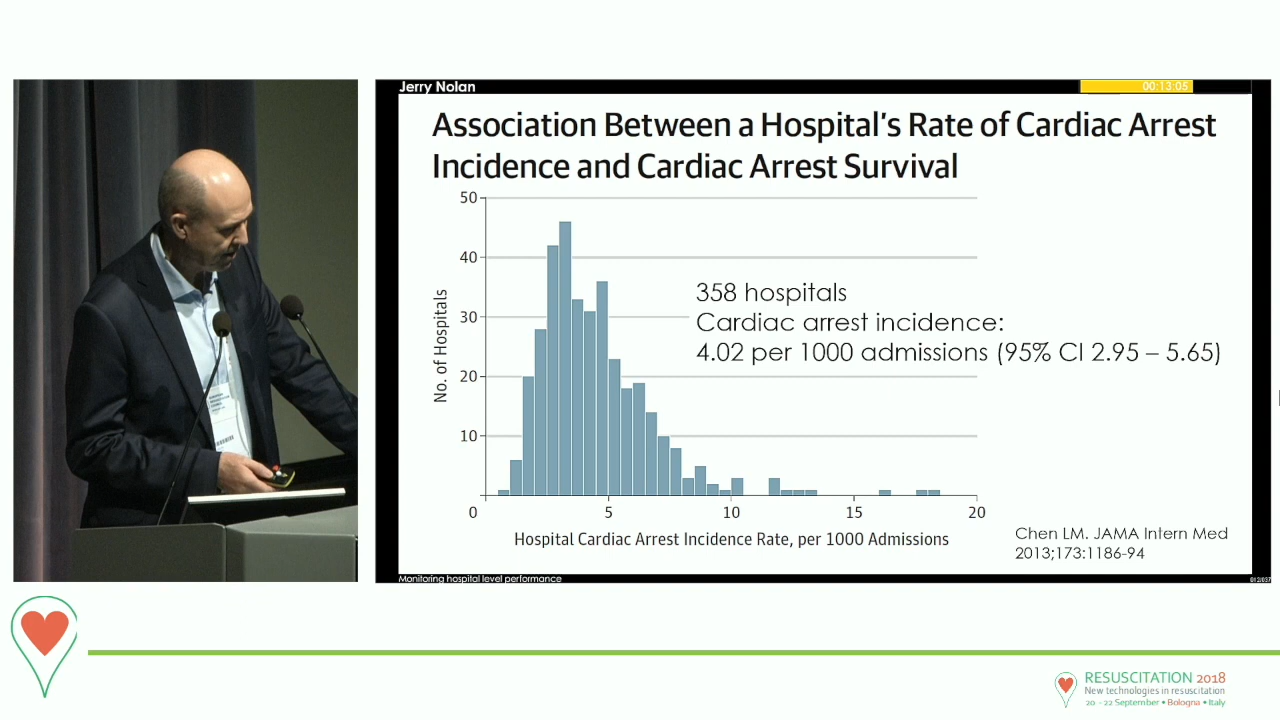 Jerry Nolan
00:13:05
Association Between a Hospital's Rate of Cardiac Arrest
Incidence and Cardiac Arrest Survival
50
40
30
20
10
0
5
10
15
20
No. of Hospitals
Hospital Cardiac Arrest Incidence Rate, per 1000 Admissions
358 hospitals
Cardiac arrest incidence:
4.02 per 1000 admissions (95% CI 2.95 – 5.65)
Chen LM. JAMA Intern Med
2013;173:1186-94
Monitoring hospital level performance
012/037
RESUSCITATION 2018
New technologies in resuscitation
20 - 22 September • Bologna • Italy